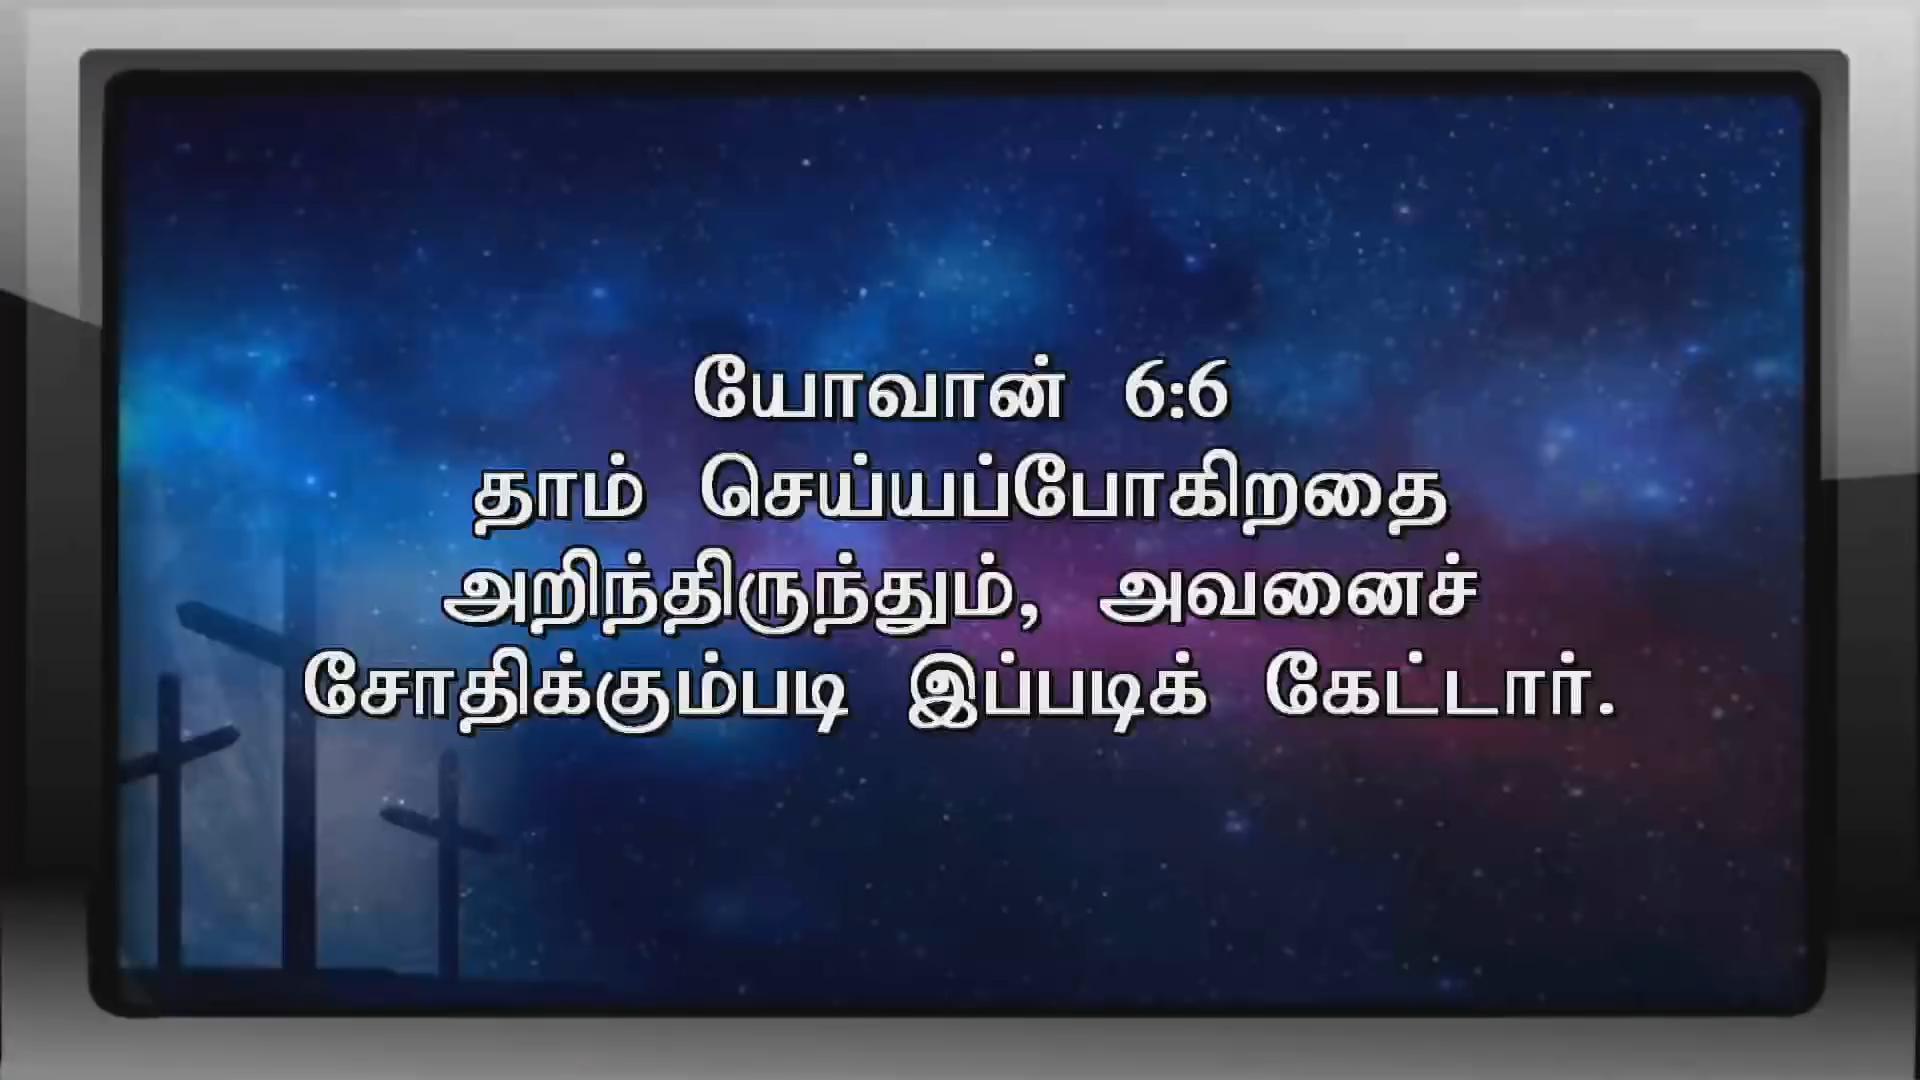 யோவான் 6:6
தாம் செய்யப்போகிறதை
அறிந்திருந்தும், அவனைச்
சோதிக்கும்படி இப்படிக் கேட்டார்.